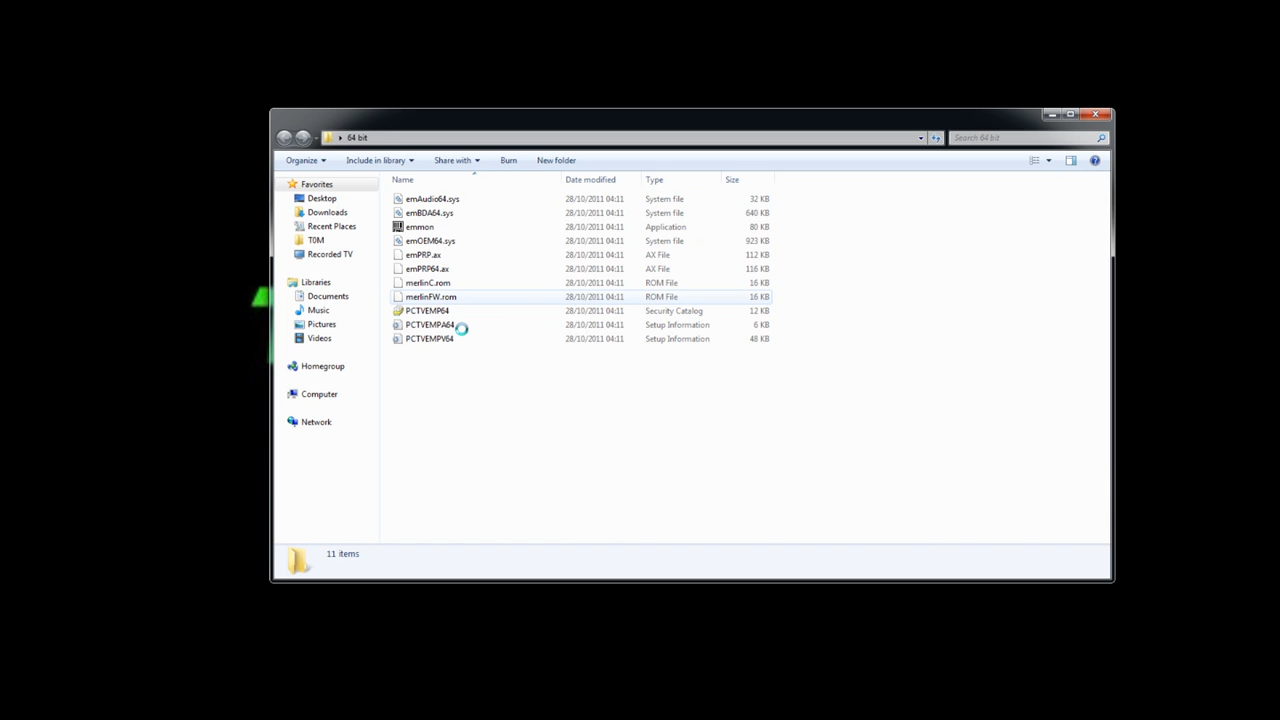 64 bit
Search 64 bit
Organize Include in library Share with Burn New folder
Favorites
Desktop
Downloads
Recent Places
T0M
Recorded TV
Libraries
Documents
Music
Pictures
Videos
Homegroup
Computer
Network
Name Date modified Type Size
emAudio64.sys 28/10/2011 04:11 System file 32 KB
emBDA64.sys 28/10/2011 04:11 System file 640 KB
emmon 28/10/2011 04:11 Application 80 KB
emOEM64.sys 28/10/2011 04:11 System file 923 KB
emPRP.ax 28/10/2011 04:11 AX File 112 KB
emPRP64.ax 28/10/2011 04:11 AX File 116 KB
merlinC.rom 28/10/2011 04:11 ROM File 16 KB
merlinFW.rom 28/10/2011 04:11 ROM File 16 KB
PCTVEMP64 28/10/2011 04:11 Security Catalog 12 KB
PCTVEMPA64 28/10/2011 04:11 Setup Information 6 KB
PCTVEMPV64 28/10/2011 04:11 Setup Information 48 KB
11 items